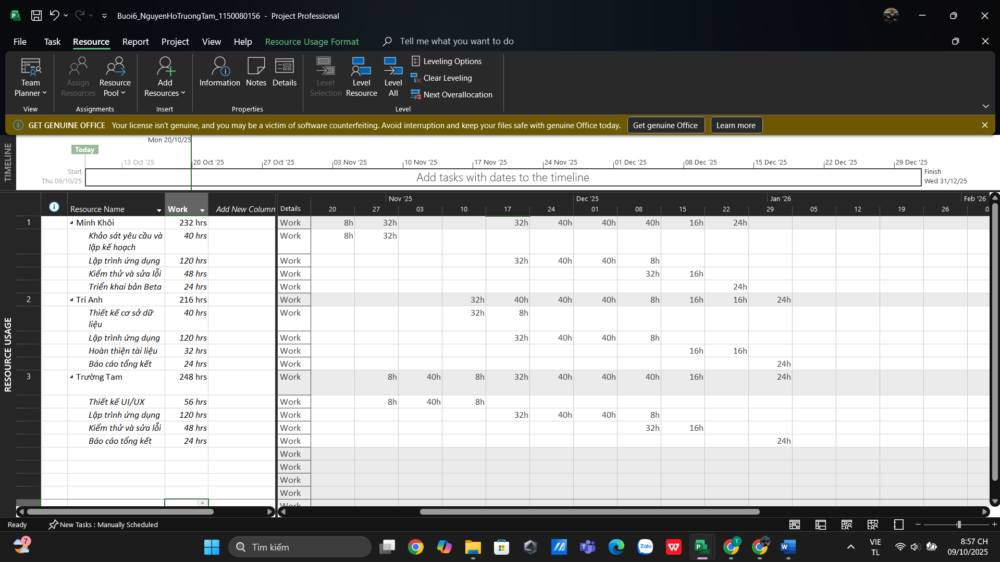 Buoi6_NguyenHoTruongTam_1150080156 - Project Professional
File Task Resource Report Project View Help Resource Usage Format Tell me what you want to do
Team Planner
Assign Resources
Resource Pool
Add Resources
Information
Notes
Details
Level Selection
Level Resource
Level All
Leveling Options
Clear Leveling
Next Overallocation
View Assignments Insert Properties Level
GET GENUINE OFFICE Your license isn't genuine, and you may be a victim of software counterfeiting. Avoid interruption and keep your files safe with genuine Office today. Get genuine Office Learn more
TIMELINE
Mon 20/10/25
Today
13 Oct '25 20 Oct '25 27 Oct '25 03 Nov '25 10 Nov '25 17 Nov '25 24 Nov '25 01 Dec '25 08 Dec '25 15 Dec '25 22 Dec '25 29 Dec '25
Start
Thu 09/10/25
Add tasks with dates to the timeline
Finish
Wed 31/12/25
RESOURCE USAGE
Nov '25 Dec '25 Jan '26 Feb '26
Resource Name Work Add New Column Details 20 27 03 10 17 24 01 08 15 22 29 05 12 19 26 0
1 Minh Khôi 232 hrs Work 8h 32h 32h 40h 40h 40h 16h 24h
Khảo sát yêu cầu và 40 hrs Work 8h 32h
lập kế hoạch
Lập trình ứng dụng 120 hrs Work 32h 40h 40h 8h
Kiểm thử và sửa lỗi 48 hrs Work 32h 16h
Triển khai bản Beta 24 hrs Work 24h
2 Trí Anh 216 hrs Work 32h 40h 40h 40h 8h 16h 16h 24h
Thiết kế cơ sở dữ 40 hrs Work 32h 8h
liệu
Lập trình ứng dụng 120 hrs Work 32h 40h 40h 8h
Hoàn thiện tài liệu 32 hrs Work 16h 16h
Báo cáo tổng kết 24 hrs Work 24h
3 Trường Tam 248 hrs Work 8h 40h 8h 32h 40h 40h 40h 16h 24h
Thiết kế UI/UX 56 hrs Work 8h 40h 8h
Lập trình ứng dụng 120 hrs Work 32h 40h 40h 8h
Kiểm thử và sửa lỗi 48 hrs Work 32h 16h
Báo cáo tổng kết 24 hrs Work 24h
Work
Work
Work
Work
Work
Ready New Tasks : Manually Scheduled
7
Tìm kiếm
Zalo
T
VIE
TL
8:57 CH
09/10/2025